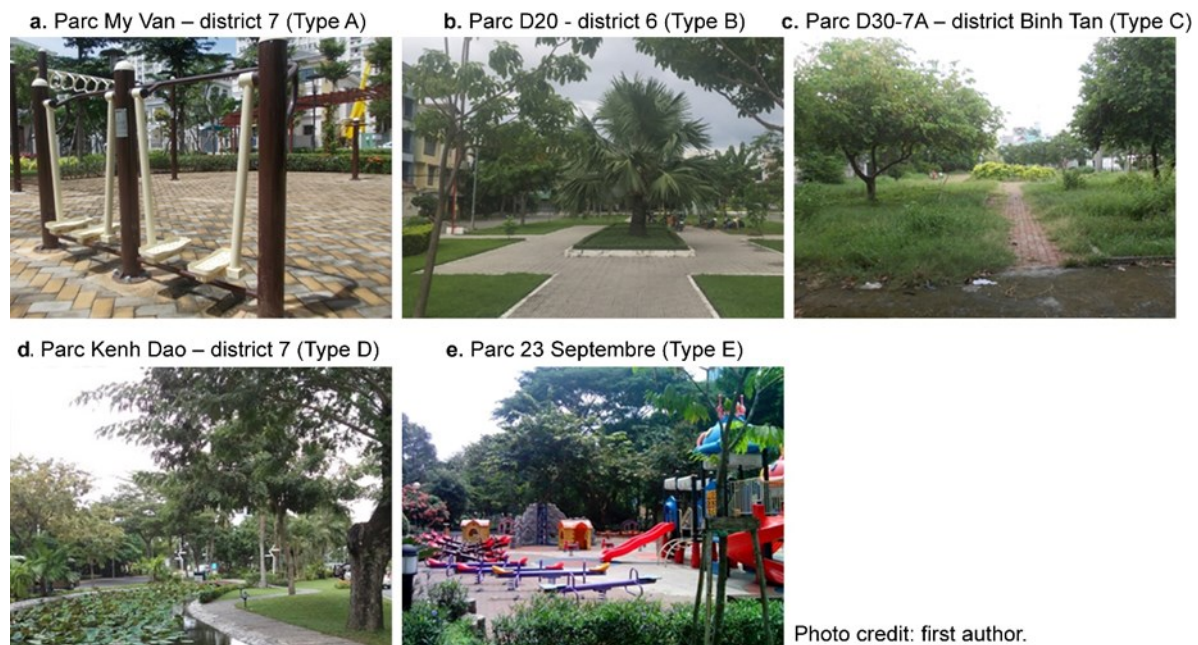 a. Parc My Van – district 7 (Type A)
b. Parc D20 - district 6 (Type B)
c. Parc D30-7A – district Binh Tan (Type C)
d. Parc Kenh Dao – district 7 (Type D)
e. Parc 23 Septembre (Type E)
Photo credit: first author.